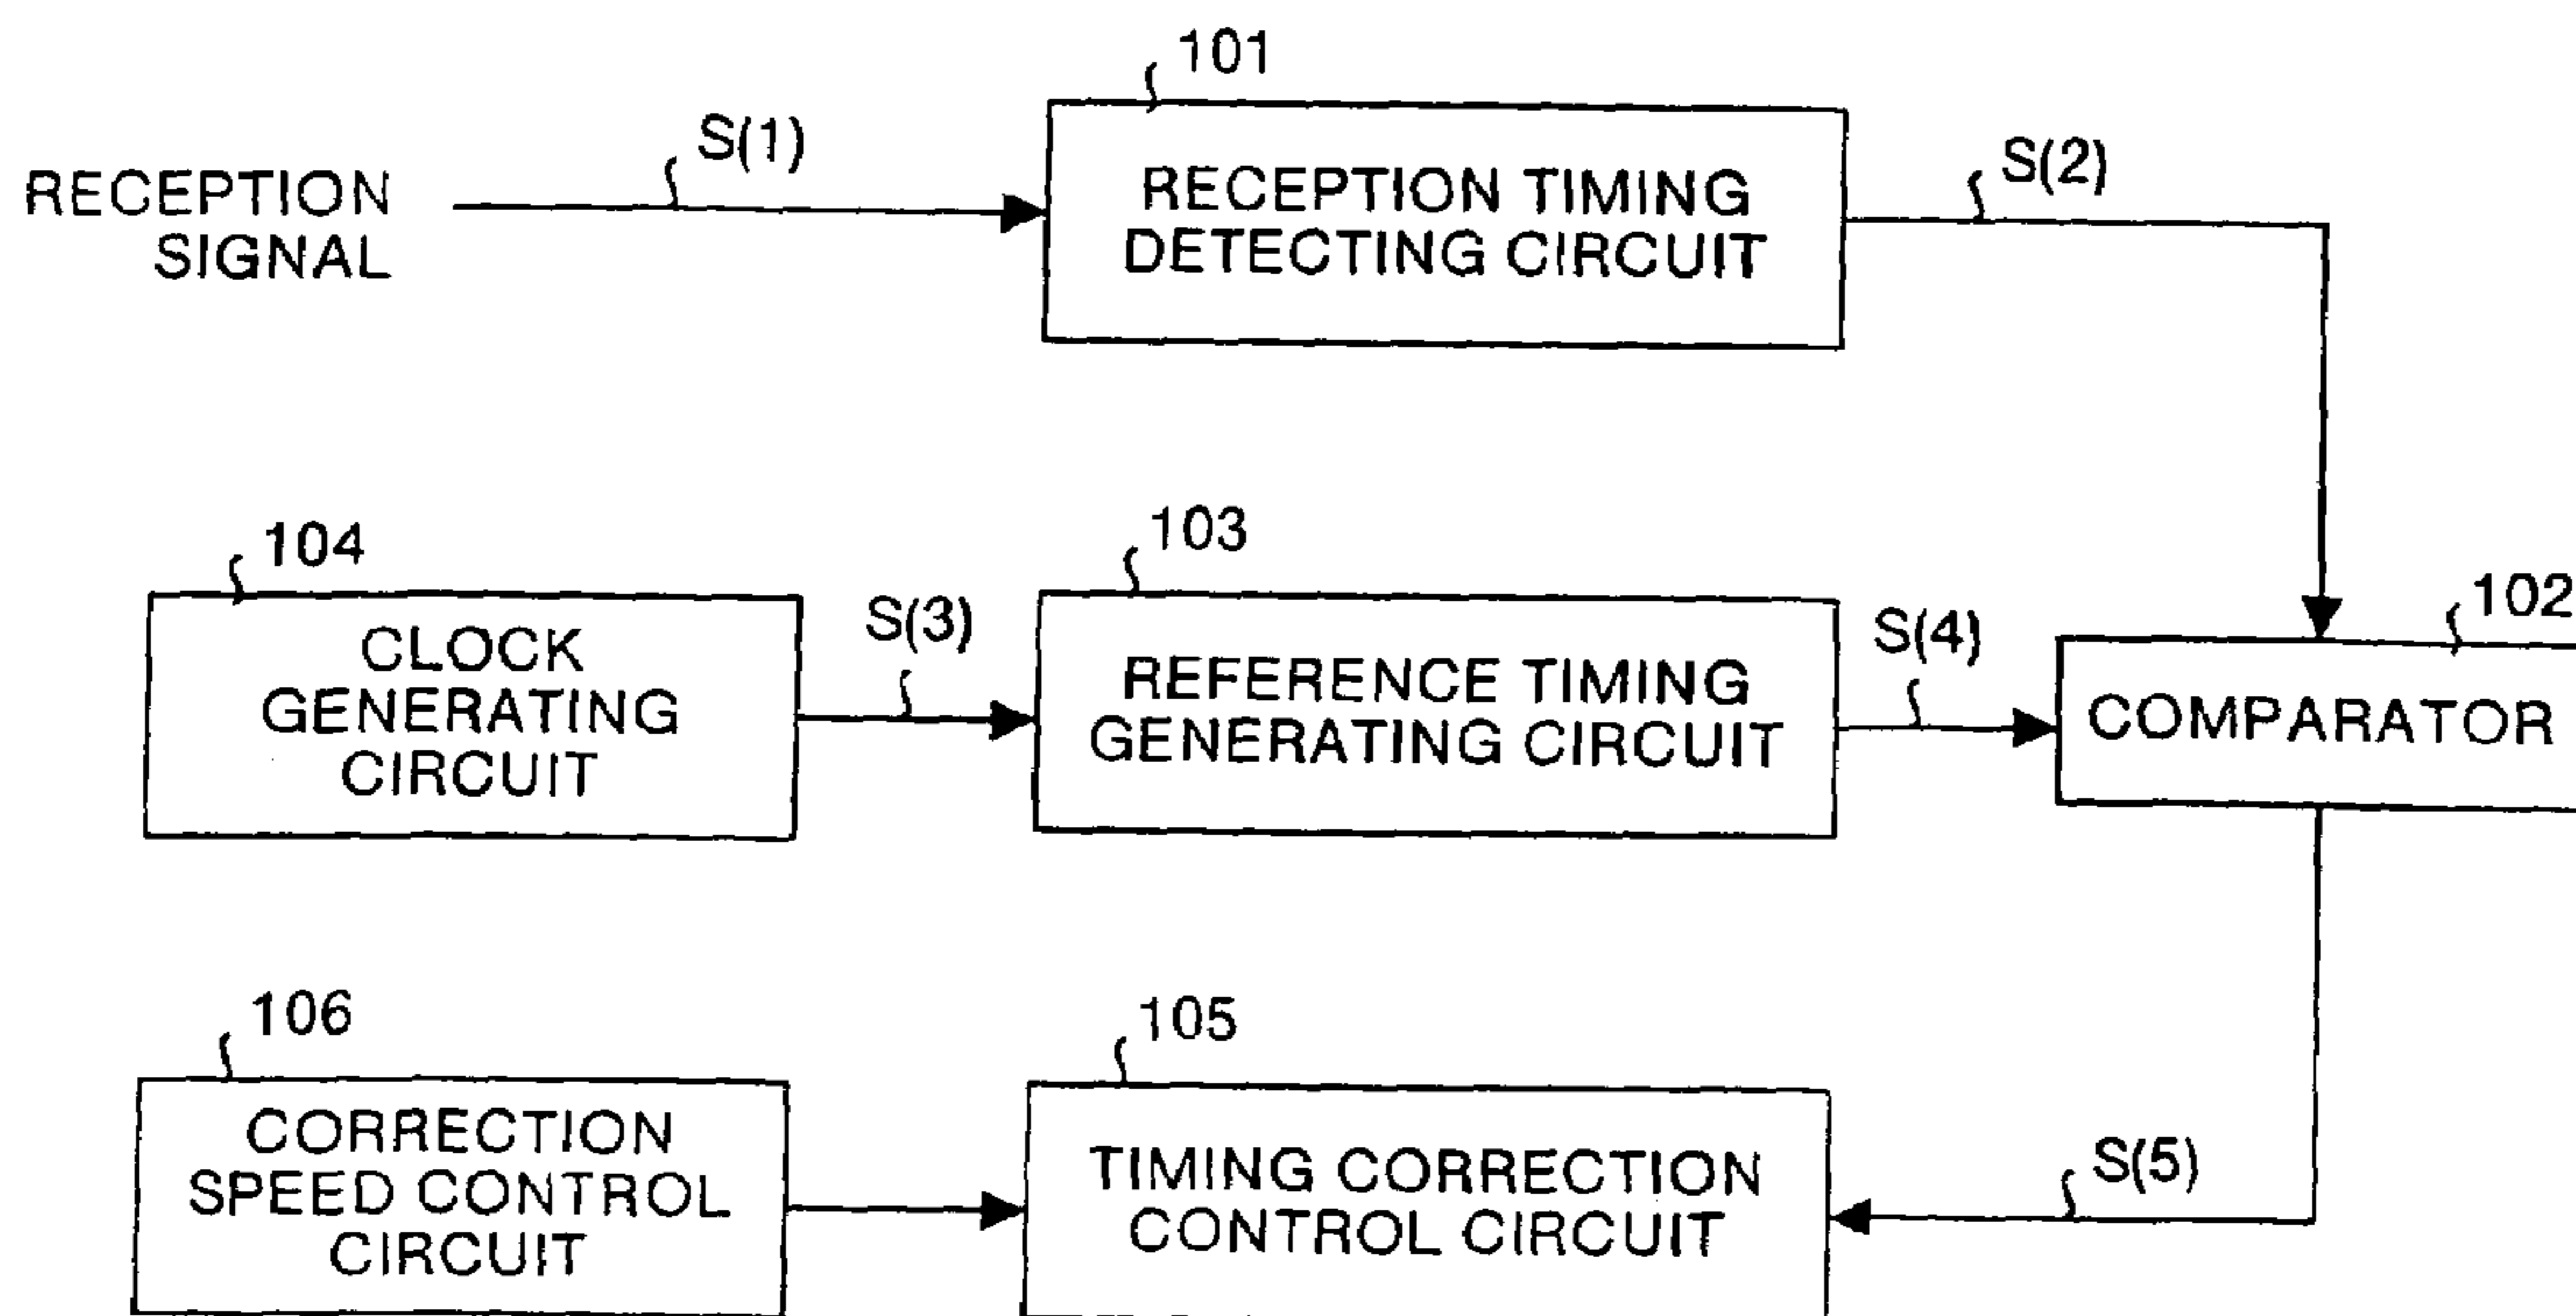 101
S(1)
RECEPTION
SIGNAL
RECEPTION TIMING
DETECTING CIRCUIT
S(2)
104
CLOCK
GENERATING
CIRCUIT
S(3)
103
REFERENCE TIMING
GENERATING CIRCUIT
S(4)
102
COMPARATOR
106
CORRECTION
SPEED CONTROL
CIRCUIT
105
TIMING CORRECTION
CONTROL CIRCUIT
S(5)